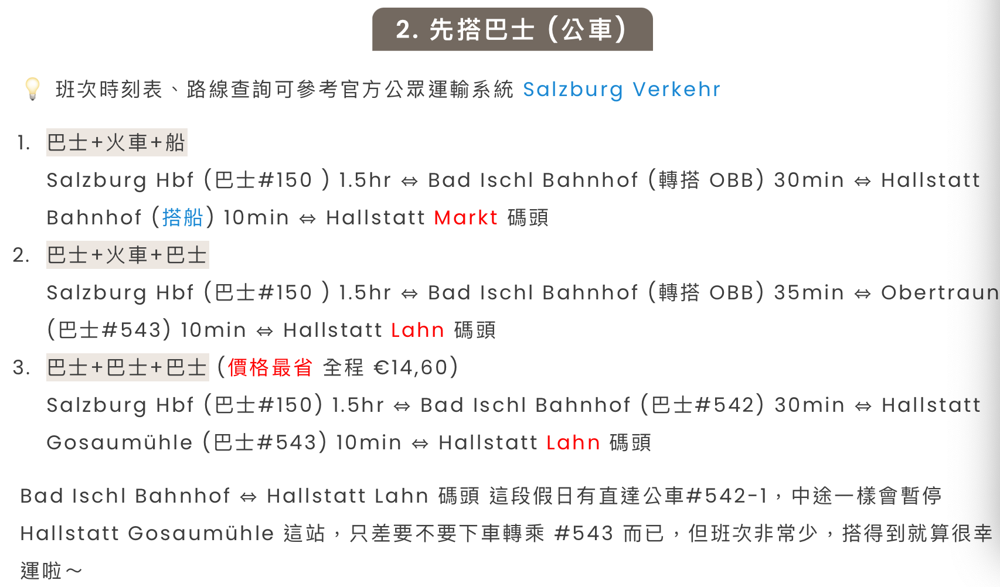 2. 先搭巴士 (公車)
班次時刻表、路線查詢可參考官方公眾運輸系統 Salzburg Verkehr
1. 巴士+火車+船
Salzburg Hbf (巴士#150 ) 1.5hr ⇔ Bad Ischl Bahnhof (轉搭 OBB) 30min ⇔ Hallstatt
Bahnhof (搭船) 10min ⇔ Hallstatt Markt 碼頭
2. 巴士+火車+巴士
Salzburg Hbf (巴士#150 ) 1.5hr ⇔ Bad Ischl Bahnhof (轉搭 OBB) 35min ⇔ Obertraun
(巴士#543) 10min ⇔ Hallstatt Lahn 碼頭
3. 巴士+巴士+巴士 (價格最省 全程 €14,60)
Salzburg Hbf (巴士#150) 1.5hr ⇔ Bad Ischl Bahnhof (巴士#542) 30min ⇔ Hallstatt
Gosaumühle (巴士#543) 10min ⇔ Hallstatt Lahn 碼頭
Bad Ischl Bahnhof ⇔ Hallstatt Lahn 碼頭 這段假日有直達公車#542-1，中途一樣會暫停
Hallstatt Gosaumühle 這站，只差要不要下車轉乘 #543 而已，但班次非常少，搭得到就算很幸
運啦～